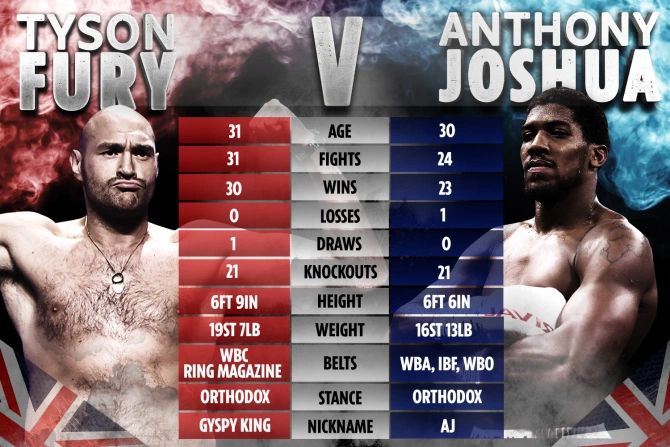 TYSON FURY
V
ANTHONY JOSHUA
31 AGE 30
31 FIGHTS 24
30 WINS 23
0 LOSSES 1
1 DRAWS 0
21 KNOCKOUTS 21
6FT 9IN HEIGHT 6FT 6IN
19ST 7LB WEIGHT 16ST 13LB
WBC
RING MAGAZINE BELTS WBA, IBF, WBO
ORTHODOX STANCE ORTHODOX
GYSPY KING NICKNAME AJ